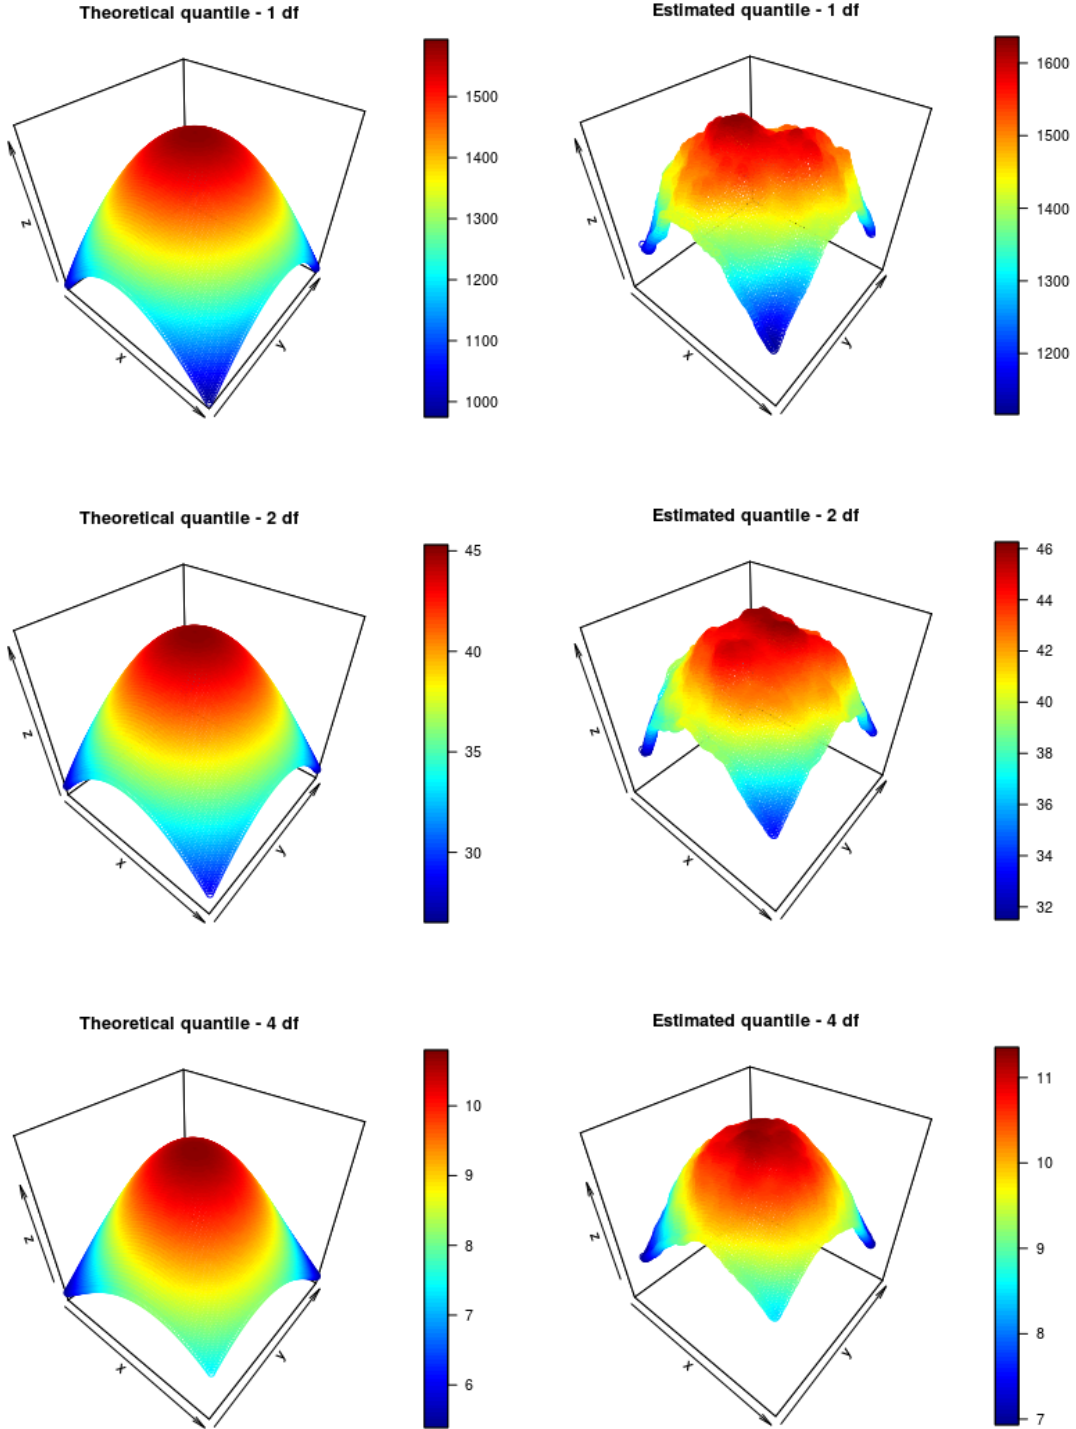 Theoretical quantile - 1 df
z
x
y
1500
1400
1300
1200
1100
1000
Estimated quantile - 1 df
z
x
y
1600
1500
1400
1300
1200
Theoretical quantile - 2 df
z
x
y
45
40
35
30
Estimated quantile - 2 df
z
x
y
46
44
42
40
38
36
34
32
Theoretical quantile - 4 df
z
x
y
10
9
8
7
6
Estimated quantile - 4 df
z
x
y
11
10
9
8
7